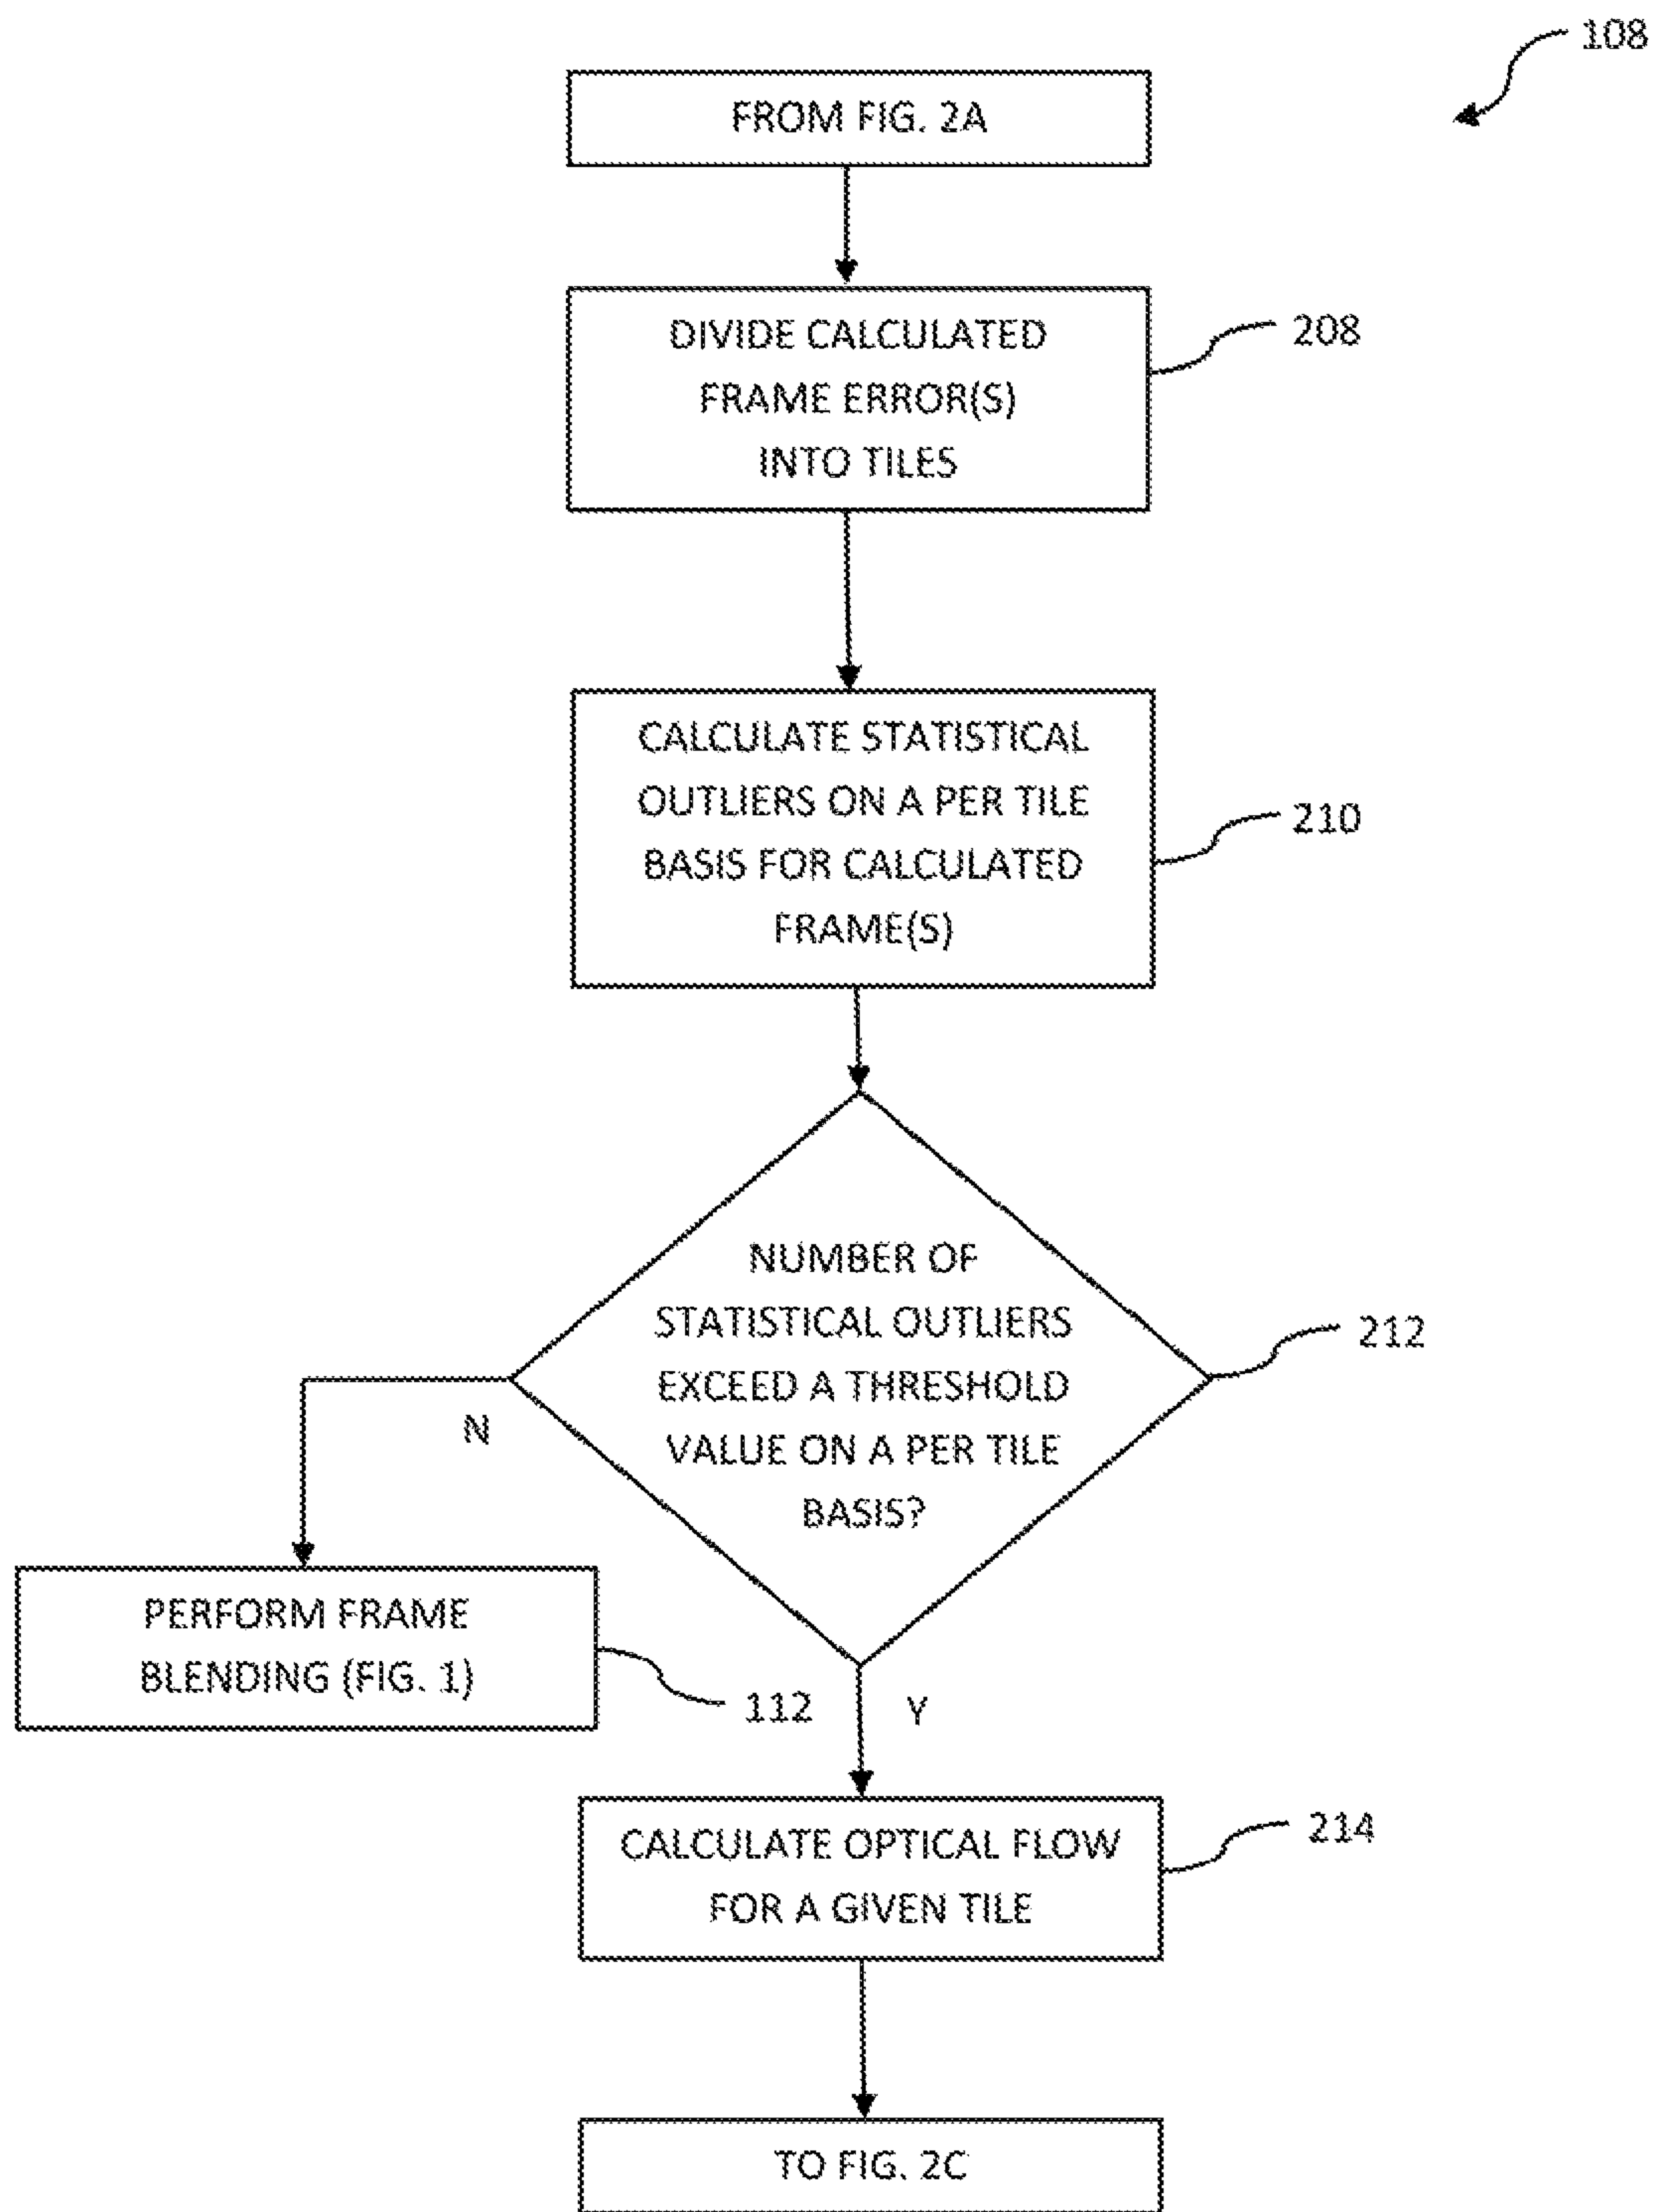 108
FROM FIG. 2A
DIVIDE CALCULATED
FRAME ERROR(S)
INTO TILES
208
CALCULATE STATISTICAL
OUTLIERS ON A PER TILE
BASIS FOR CALCULATED
FRAME(S)
210
NUMBER OF
STATISTICAL OUTLIERS
EXCEED A THRESHOLD
VALUE ON A PER TILE
BASIS?
212
N
PERFORM FRAME
BLENDING (FIG. 1)
112
Y
CALCULATE OPTICAL FLOW
FOR A GIVEN TILE
214
TO FIG. 2C